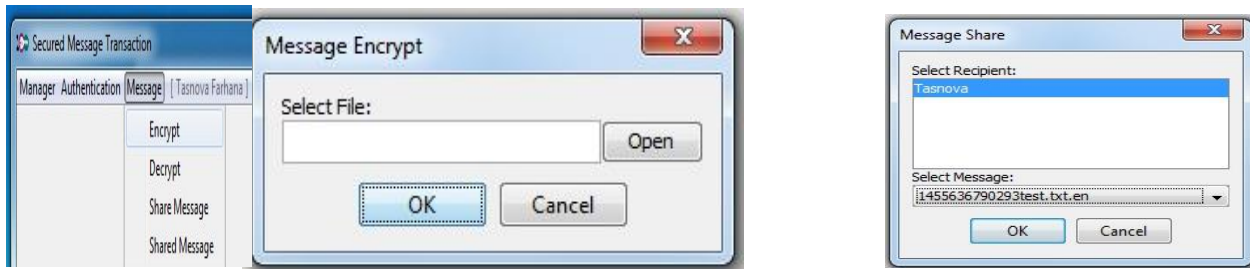 Secured Message Transaction
Manager Authentication Message [ Tasnova Farhana ]
Encrypt
Decrypt
Share Message
Shared Message
Message Encrypt
Select File:
Open
OK Cancel
Message Share
Select Recipient:
Tasnova
Select Message:
1455636790293test.txt.en
OK Cancel